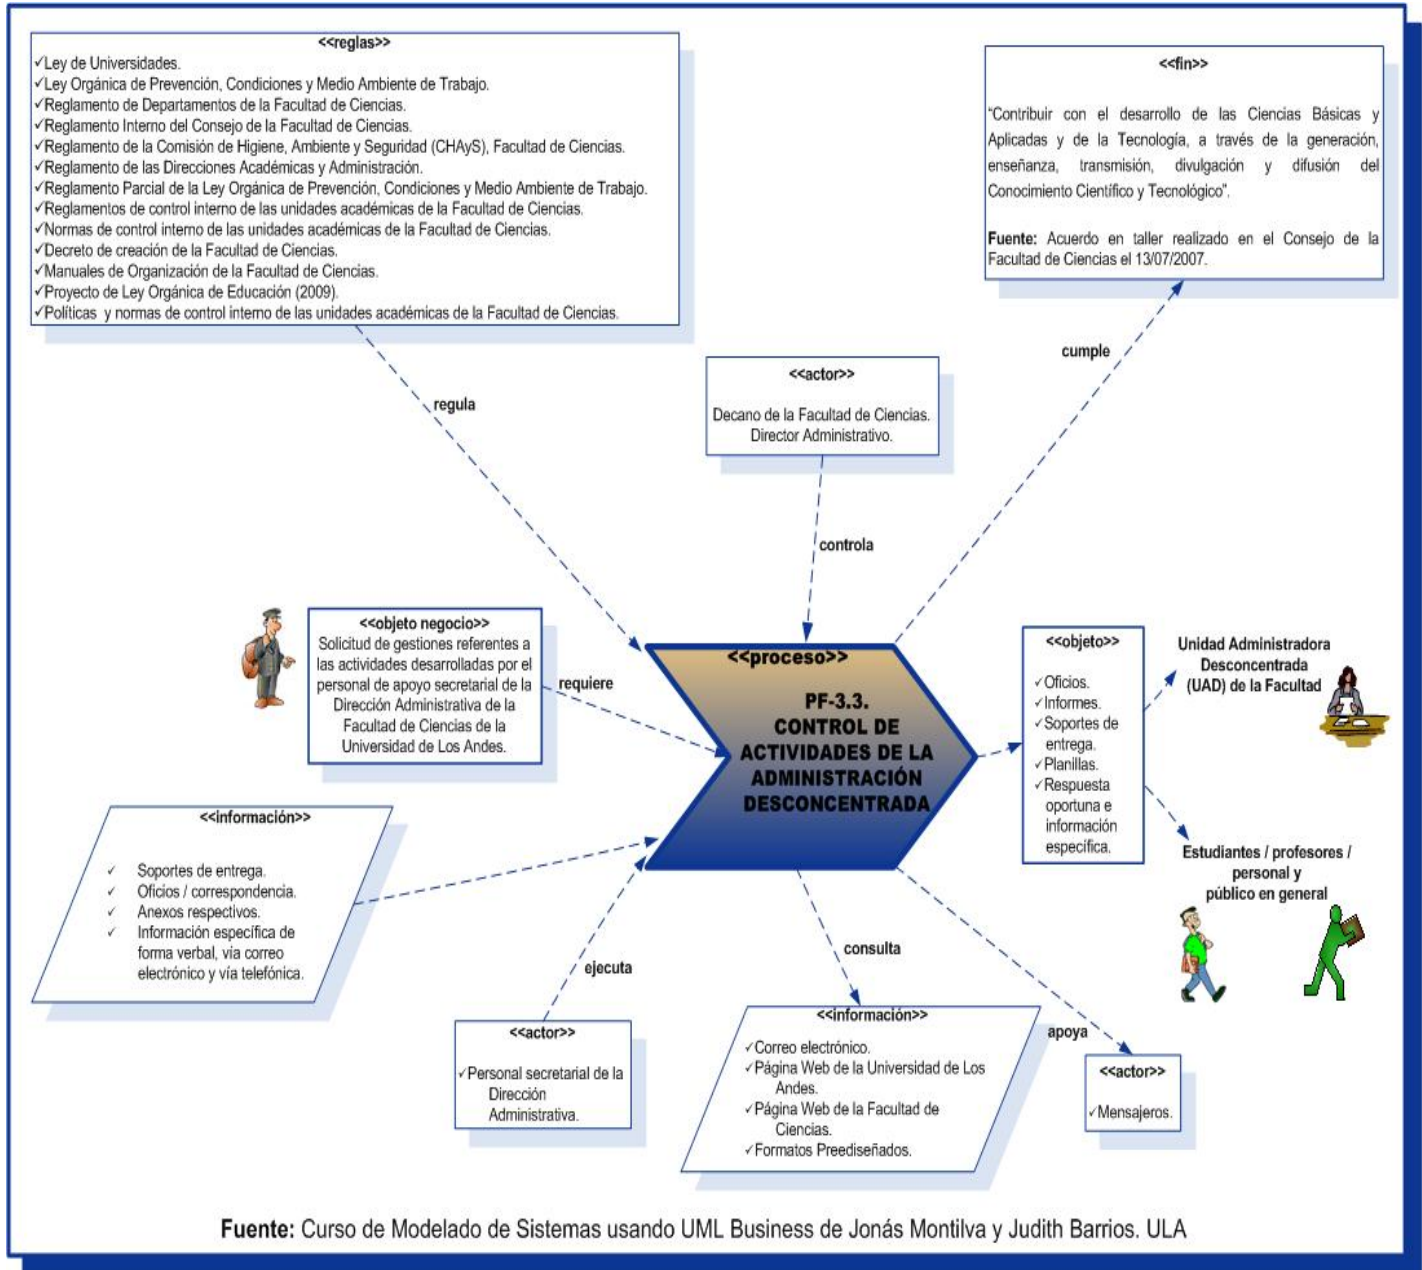 <<reglas>>
✓Ley de Universidades.
✓Ley Orgánica de Prevención, Condiciones y Medio Ambiente de Trabajo.
✓Reglamento de Departamentos de la Facultad de Ciencias.
✓Reglamento Interno del Consejo de la Facultad de Ciencias.
✓Reglamento de la Comisión de Higiene, Ambiente y Seguridad (CHAyS), Facultad de Ciencias.
✓Reglamento de las Direcciones Académicas y Administración.
✓Reglamento Parcial de la Ley Orgánica de Prevención, Condiciones y Medio Ambiente de Trabajo.
✓Reglamentos de control interno de las unidades académicas de la Facultad de Ciencias.
✓Normas de control interno de las unidades académicas de la Facultad de Ciencias.
✓Decreto de creación de la Facultad de Ciencias.
✓Manuales de Organización de la Facultad de Ciencias.
✓Proyecto de Ley Orgánica de Educación (2009).
✓Políticas y normas de control interno de las unidades académicas de la Facultad de Ciencias.
<<fin>>
“Contribuir con el desarrollo de las Ciencias Básicas y
Aplicadas y de la Tecnología, a través de la generación,
enseñanza, transmisión, divulgación y difusión del
Conocimiento Científico y Tecnológico”.
Fuente: Acuerdo en taller realizado en el Consejo de la
Facultad de Ciencias el 13/07/2007.
cumple
<<actor>>
Decano de la Facultad de Ciencias.
Director Administrativo.
regula
controla
<<objeto negocio>>
Solicitud de gestiones referentes a
las actividades desarrolladas por el
personal de apoyo secretarial de la
Dirección Administrativa de la
Facultad de Ciencias de la
Universidad de Los Andes.
requiere
<<proceso>>
PF-3.3.
CONTROL DE
ACTIVIDADES DE LA
ADMINISTRACIÓN
DESCONCENTRADA
<<objeto>>
✓Oficios.
✓Informes.
✓Soportes de
entrega.
✓Planillas.
✓Respuesta
oportuna e
información
específica.
Unidad Administradora
Desconcentrada
(UAD) de la Facultad
Estudiantes / profesores /
personal y
público en general
<<información>>
✓ Soportes de entrega.
✓ Oficios / correspondencia.
✓ Anexos respectivos.
✓ Información específica de
forma verbal, vía correo
electrónico y vía telefónica.
ejecuta
<<actor>>
✓Personal secretarial de la
Dirección
Administrativa.
consulta
<<información>>
✓Correo electrónico.
✓Página Web de la Universidad de Los
Andes.
✓Página Web de la Facultad de
Ciencias.
✓Formatos Preediseñados.
apoya
<<actor>>
✓Mensajeros.
Fuente: Curso de Modelado de Sistemas usando UML Business de Jonás Montilva y Judith Barrios. ULA